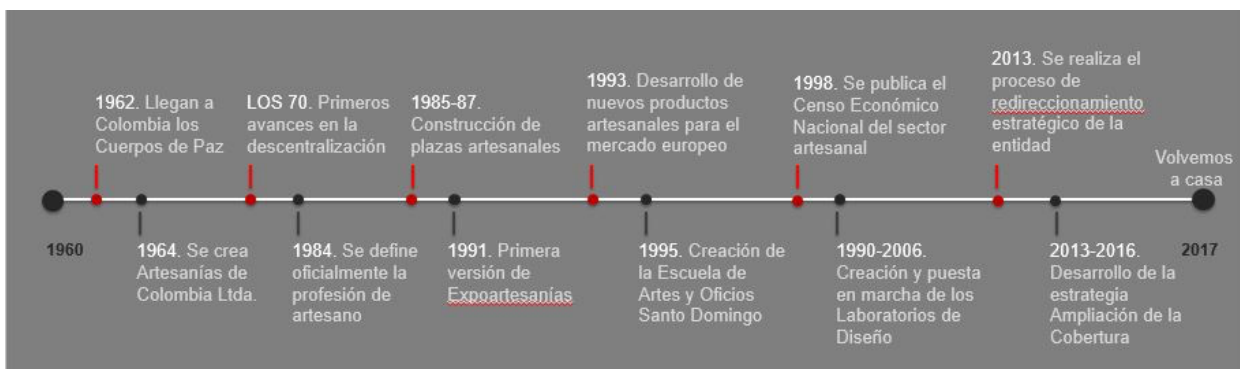 1962. Llegan a
Colombia los
Cuerpos de Paz
LOS 70. Primeros
avances en la
descentralización
1985-87.
Construcción de
plazas artesanales
1993. Desarrollo de
nuevos productos
artesanales para el
mercado europeo
1998. Se publica el
Censo Económico
Nacional del sector
artesanal
2013. Se realiza el
proceso de
redireccionamiento
estratégico de la
entidad
Volvemos
a casa
1960
1964. Se crea
Artesanías de
Colombia Ltda.
1984. Se define
oficialmente la
profesión de
artesano
1991. Primera
versión de
Expoartesanías
1995. Creación de
la Escuela de
Artes y Oficios
Santo Domingo
1990-2006.
Creación y puesta
en marcha de los
Laboratorios de
Diseño
2013-2016.
Desarrollo de la
estrategia
Ampliación de la
Cobertura
2017